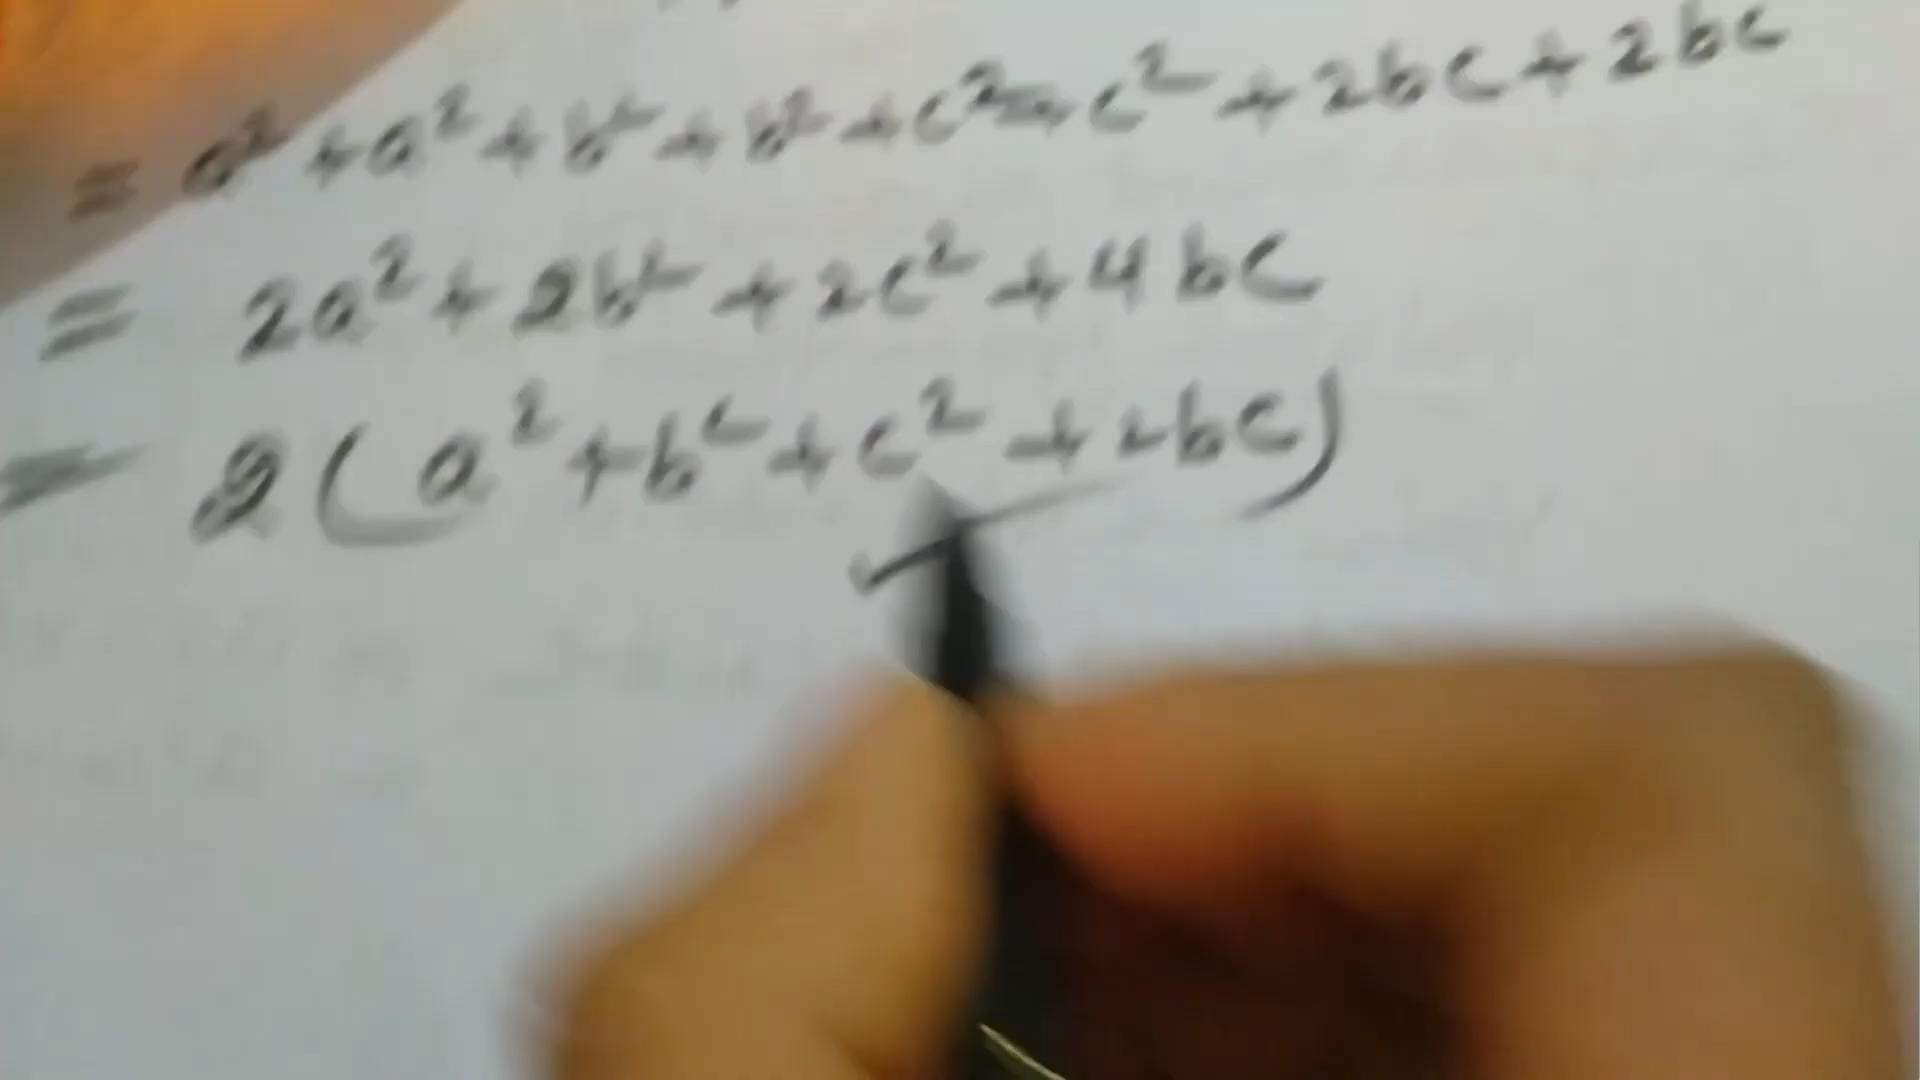 = a² + a² + b² + b² + c² + c² + 2bc + 2bc
= 2a² + 2b² + 2c² + 4bc
= 2(a² + b² + c² + 2bc)